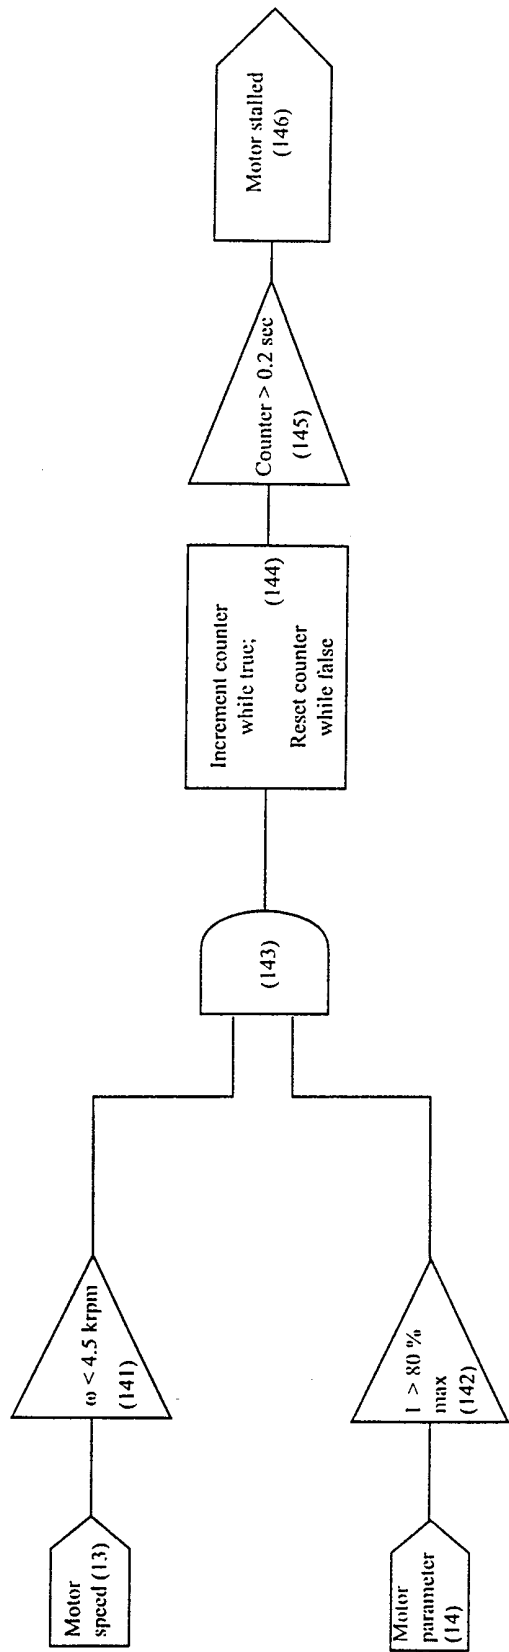 Motor
speed (13)
ω < 4.5 krpm
(141)
Motor
parameter
(14)
I > 80 %
max
(142)
(143)
Increment counter
while true;
(144)
Reset counter
while false
Counter > 0.2 sec
(145)
Motor stalled
(146)